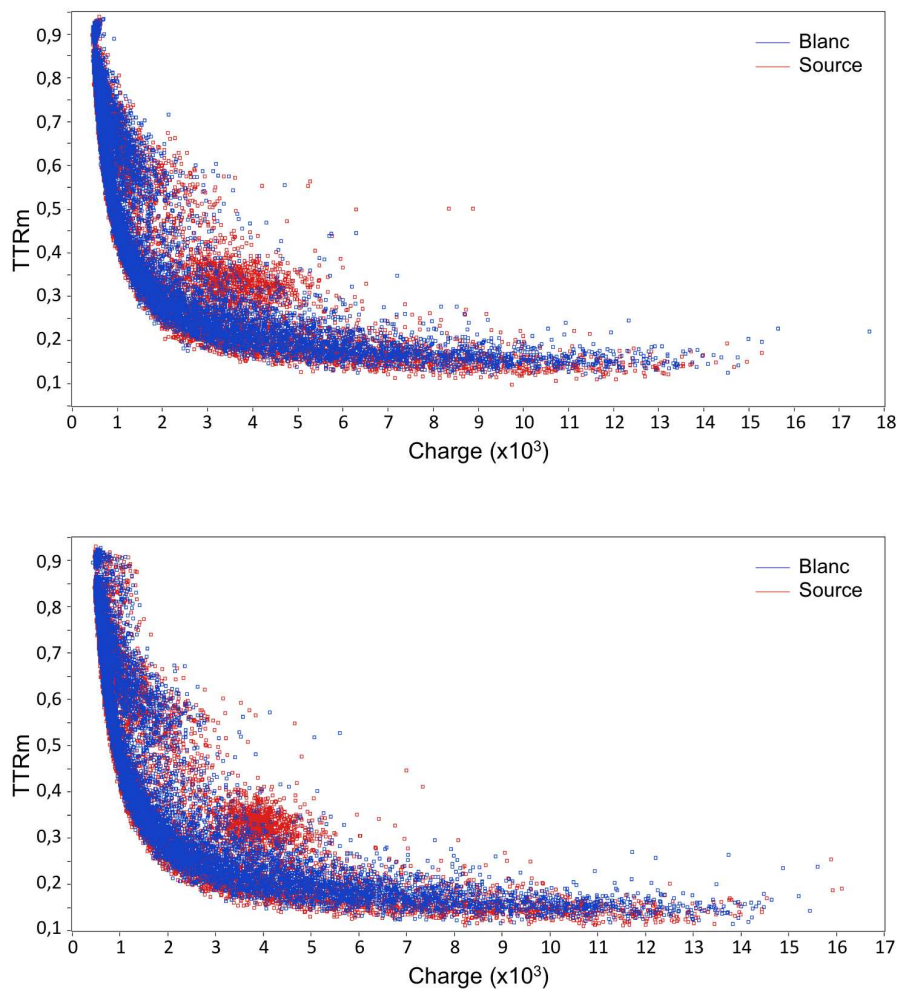 Blanc
Source
TTRm
0,9
0,8
0,7
0,6
0,5
0,4
0,3
0,2
0,1
0 1 2 3 4 5 6 7 8 9 10 11 12 13 14 15 16 17 18
Charge (x10³)
Blanc
Source
TTRm
0,9
0,8
0,7
0,6
0,5
0,4
0,3
0,2
0,1
0 1 2 3 4 5 6 7 8 9 10 11 12 13 14 15 16 17
Charge (x10³)